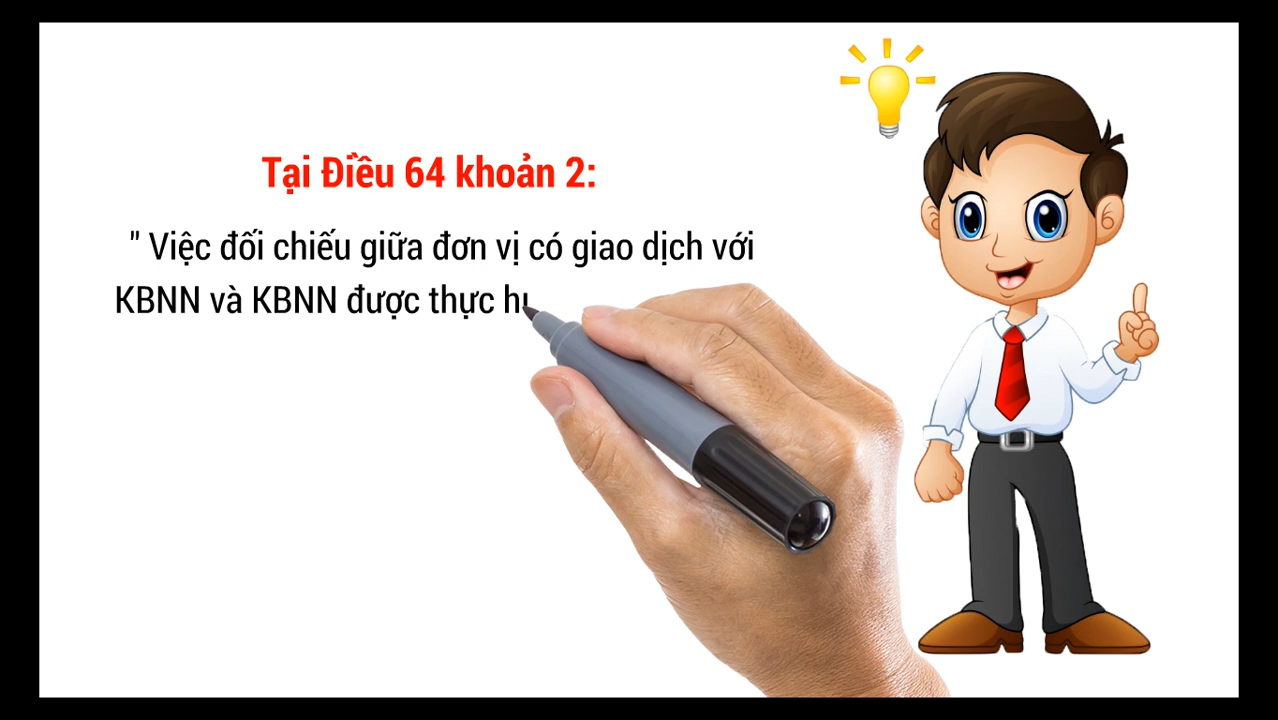 Tại Điều 64 khoản 2:
" Việc đối chiếu giữa đơn vị có giao dịch với
KBNN và KBNN được thực